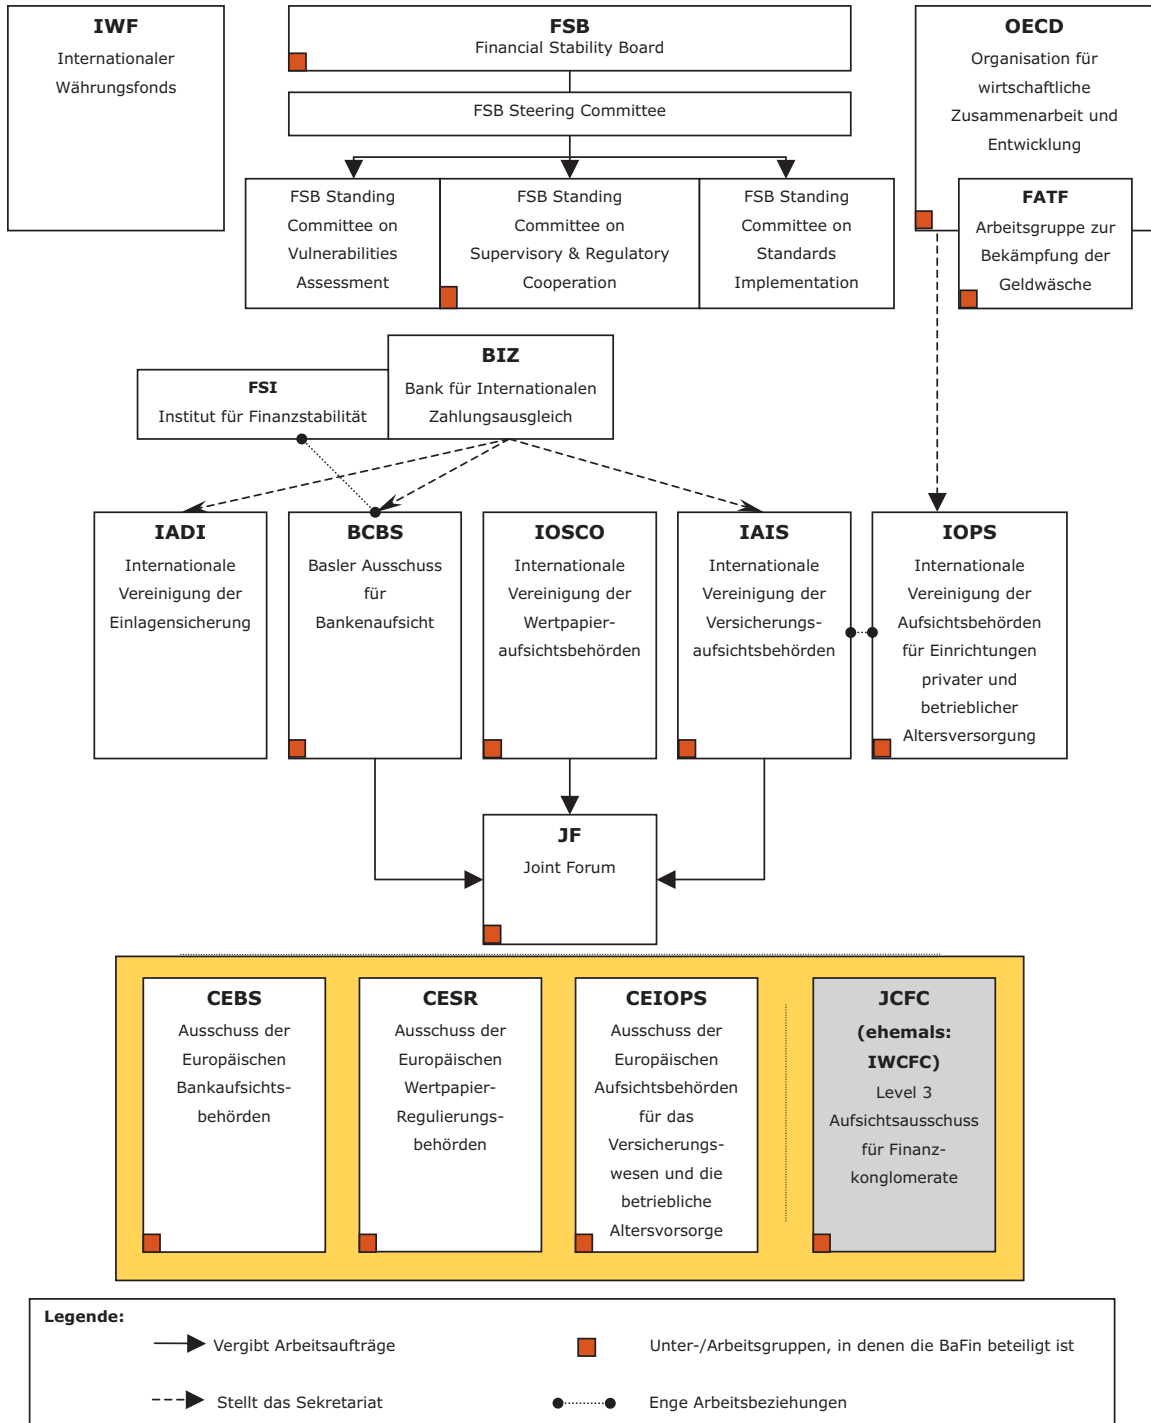 IWF
Internationaler
Währungsfonds
FSB
Financial Stability Board
FSB Steering Committee
OECD
Organisation für
wirtschaftliche
Zusammenarbeit und
Entwicklung
FSB Standing
Committee on
Vulnerabilities
Assessment
FSB Standing
Committee on
Supervisory & Regulatory
Cooperation
FSB Standing
Committee on
Standards
Implementation
FATF
Arbeitsgruppe zur
Bekämpfung der
Geldwäsche
FSI
Institut für Finanzstabilität
BIZ
Bank für Internationalen
Zahlungsausgleich
IADI
Internationale
Vereinigung der
Einlagensicherung
BCBS
Basler Ausschuss
für
Bankenaufsicht
IOSCO
Internationale
Vereinigung der
Wertpapier-
aufsichtsbehörden
IAIS
Internationale
Vereinigung der
Versicherungs-
aufsichtsbehörden
IOPS
Internationale
Vereinigung der
Aufsichtsbehörden
für Einrichtungen
privater und
betrieblicher
Altersversorgung
JF
Joint Forum
CEBS
Ausschuss der
Europäischen
Bankaufsichts-
behörden
CESR
Ausschuss der
Europäischen
Wertpapier-
Regulierungs-
behörden
CEIOPS
Ausschuss der
Europäischen
Aufsichtsbehörden
für das
Versicherungs-
wesen und die
betriebliche
Altersvorsorge
JCFC
(ehemals:
IWCFC)
Level 3
Aufsichtsausschuss
für Finanz-
konglomerate
Legende:
Vergibt Arbeitsaufträge
Unter-/Arbeitsgruppen, in denen die BaFin beteiligt ist
Stellt das Sekretariat
Enge Arbeitsbeziehungen